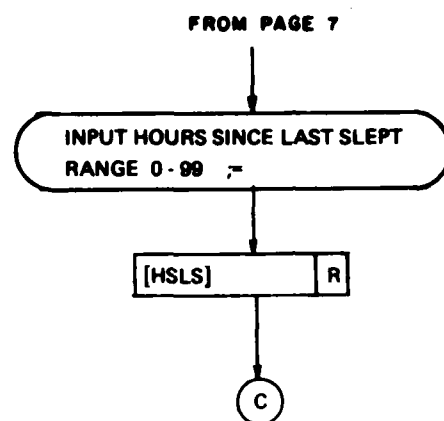 FROM PAGE 7
INPUT HOURS SINCE LAST SLEPT
RANGE 0 - 99 ;=
[HSLS] R
C